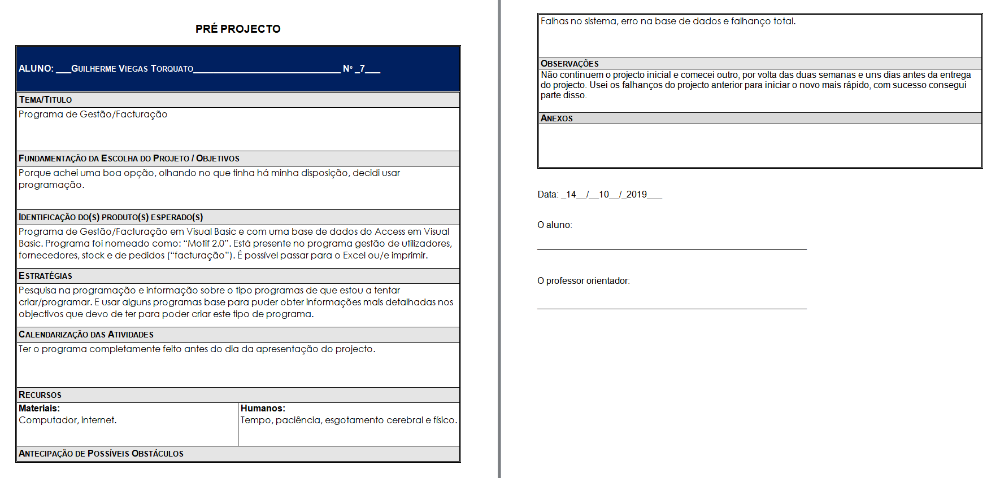 PRÉ PROJECTO
ALUNO: ___GUILHERME VIEGAS TORQUATO_____________________________ Nº _7___
TEMA/TITULO
Programa de Gestão/Facturação
FUNDAMENTAÇÃO DA ESCOLHA DO PROJETO / OBJETIVOS
Porque achei uma boa opção, olhando no que tinha há minha disposição, decidi usar
programação.
IDENTIFICAÇÃO DO(S) PRODUTO(S) ESPERADO(S)
Programa de Gestão/Facturação em Visual Basic e com uma base de dados do Access em Visual
Basic. Programa foi nomeado como: “Motif 2.0”. Está presente no programa gestão de utilizadores,
fornecedores, stock e de pedidos (“facturação”). É possível passar para o Excel ou/e imprimir.
ESTRATÉGIAS
Pesquisa na programação e informação sobre o tipo programas de que estou a tentar
criar/programar. E usar alguns programas base para puder obter informações mais detalhadas nos
objectivos que devo de ter para poder criar este tipo de programa.
CALENDARIZAÇÃO DAS ATIVIDADES
Ter o programa completamente feito antes do dia da apresentação do projecto.
RECURSOS
Materiais:
Computador, internet.
Humanos:
Tempo, paciência, esgotamento cerebral e físico.
ANTECIPAÇÃO DE POSSÍVEIS OBSTÁCULOS
Falhas no sistema, erro na base de dados e falhanço total.
OBSERVAÇÕES
Não continuem o projecto inicial e comecei outro, por volta das duas semanas e uns dias antes da entrega
do projecto. Usei os falhanços do projecto anterior para iniciar o novo mais rápido, com sucesso consegui
parte disso.
ANEXOS
Data: _14__/__10__/_2019___
O aluno:
O professor orientador: